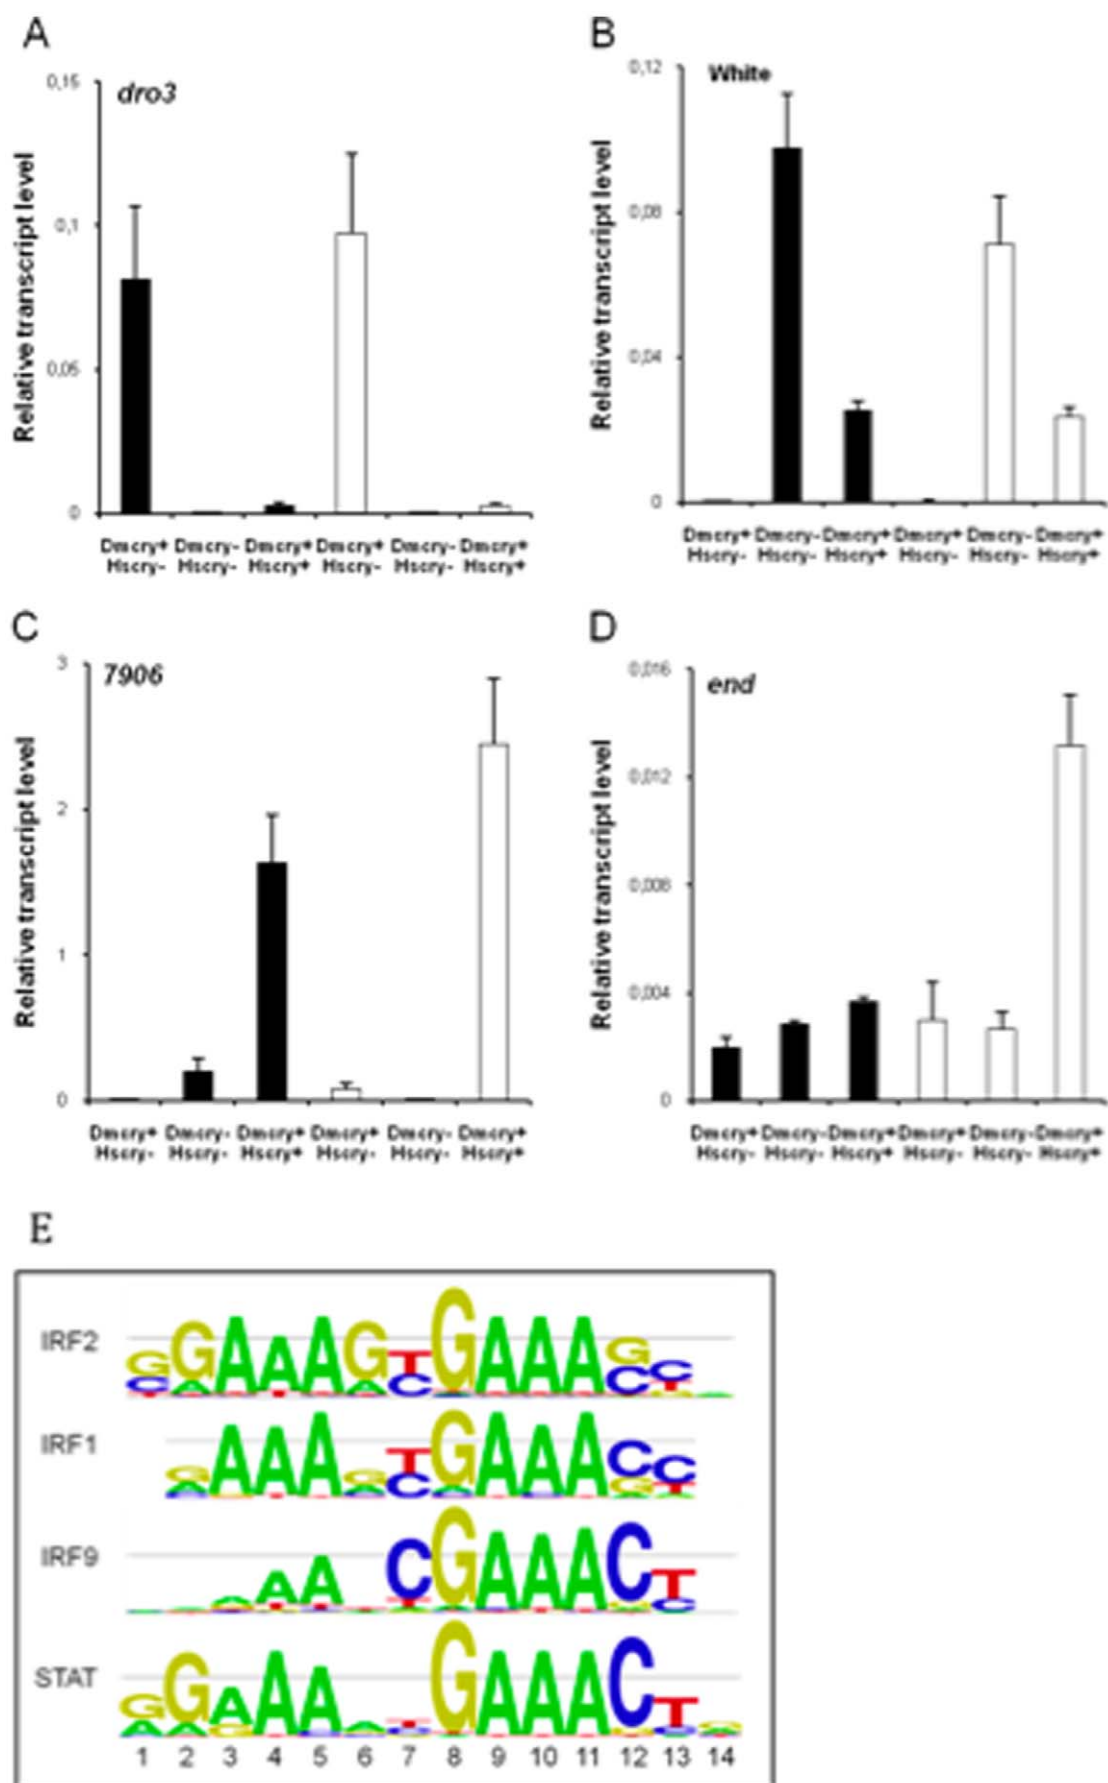 A
dro3
Relative transcript level
0,15
0,1
0,05
0
Dmcry+ Dmcry- Dmcry+ Dmcry+ Dmcry- Dmcry+
Hscry- Hscry- Hscry+ Hscry- Hscry- Hscry+
B
White
Relative transcript level
0,12
0,08
0,04
0
Dmcry+ Dmcry- Dmcry+ Dmcry+ Dmcry- Dmcry+
Hscry- Hscry- Hscry+ Hscry- Hscry- Hscry+
C
7906
Relative transcript level
3
2
1
0
Dmcry+ Dmcry- Dmcry+ Dmcry+ Dmcry- Dmcry+
Hscry- Hscry- Hscry+ Hscry- Hscry- Hscry+
D
end
Relative transcript level
0,016
0,012
0,008
0,004
0
Dmcry+ Dmcry- Dmcry+ Dmcry+ Dmcry- Dmcry+
Hscry- Hscry- Hscry+ Hscry- Hscry- Hscry+
E
IRF2
GGAAAGTGAAAGC
IRF1
GAAAGTGAAACC
IRF9
AAACGAAACT
STAT
GGAAAATGAAACTG
1 2 3 4 5 6 7 8 9 10 11 12 13 14